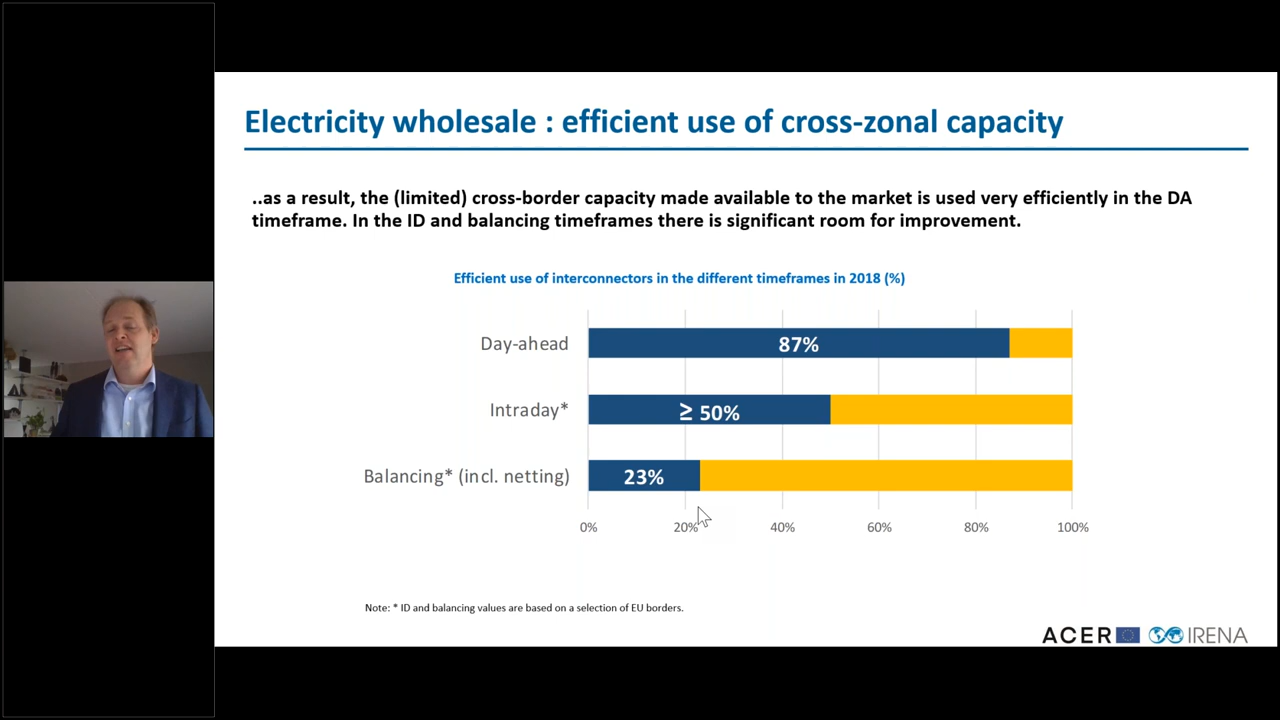 Electricity wholesale : efficient use of cross-zonal capacity
..as a result, the (limited) cross-border capacity made available to the market is used very efficiently in the DA
timeframe. In the ID and balancing timeframes there is significant room for improvement.
Efficient use of interconnectors in the different timeframes in 2018 (%)
Day-ahead
87%
Intraday*
≥ 50%
Balancing* (incl. netting)
23%
0%
20%
40%
60%
80%
100%
Note: * ID and balancing values are based on a selection of EU borders.
ACER
IRENA